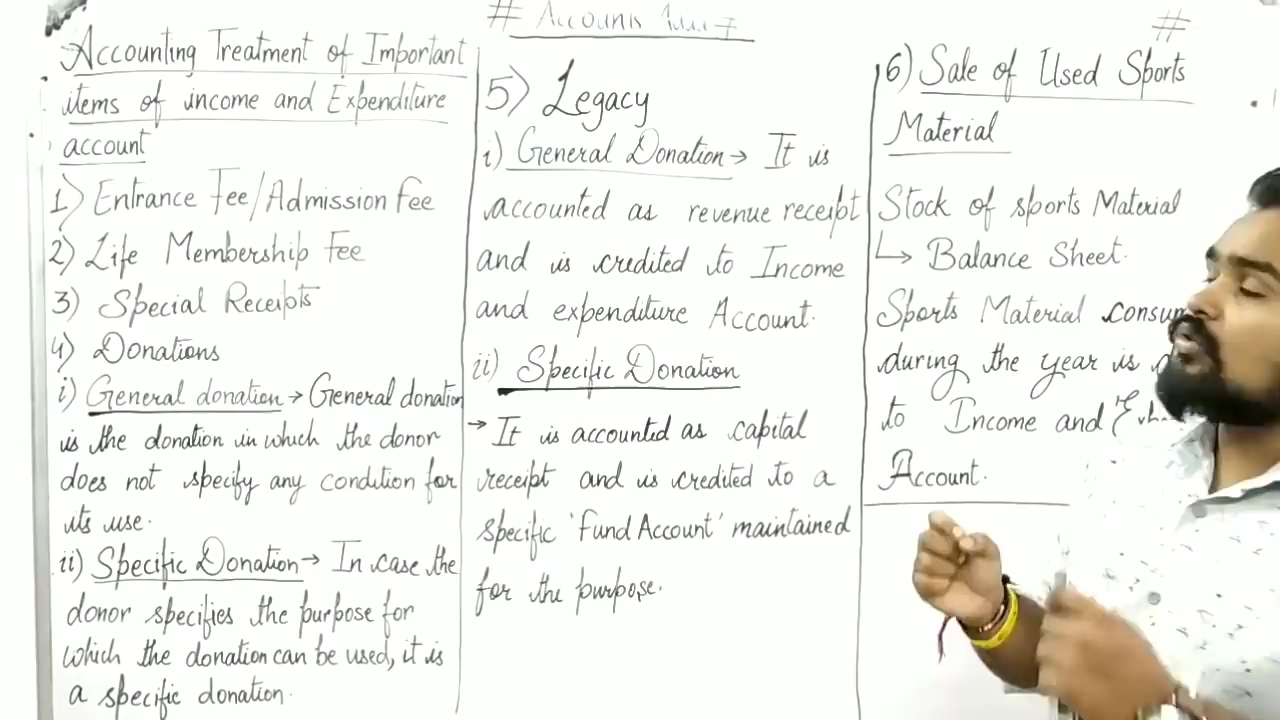 # Accounts
Accounting Treatment of Important
items of income and Expenditure
account
1) Entrance Fee/Admission Fee
2) Life Membership Fee
3) Special Receipts
4) Donations
i) General donation → General donation
is the donation in which the donor
does not specify any condition for
its use.
ii) Specific Donation → In case the
donor specifies the purpose for
which the donation can be used, it is
a specific donation.
5) Legacy
i) General Donation → It is
accounted as revenue receipt
and is credited to Income
and expenditure Account.
ii) Specific Donation
→ It is accounted as capital
receipt and is credited to a
specific 'Fund Account' maintained
for the purpose.
#
6) Sale of Used Sports
Material
Stock of sports Material
↳ Balance Sheet.
Sports Material
during the year is
to Income and
Account.